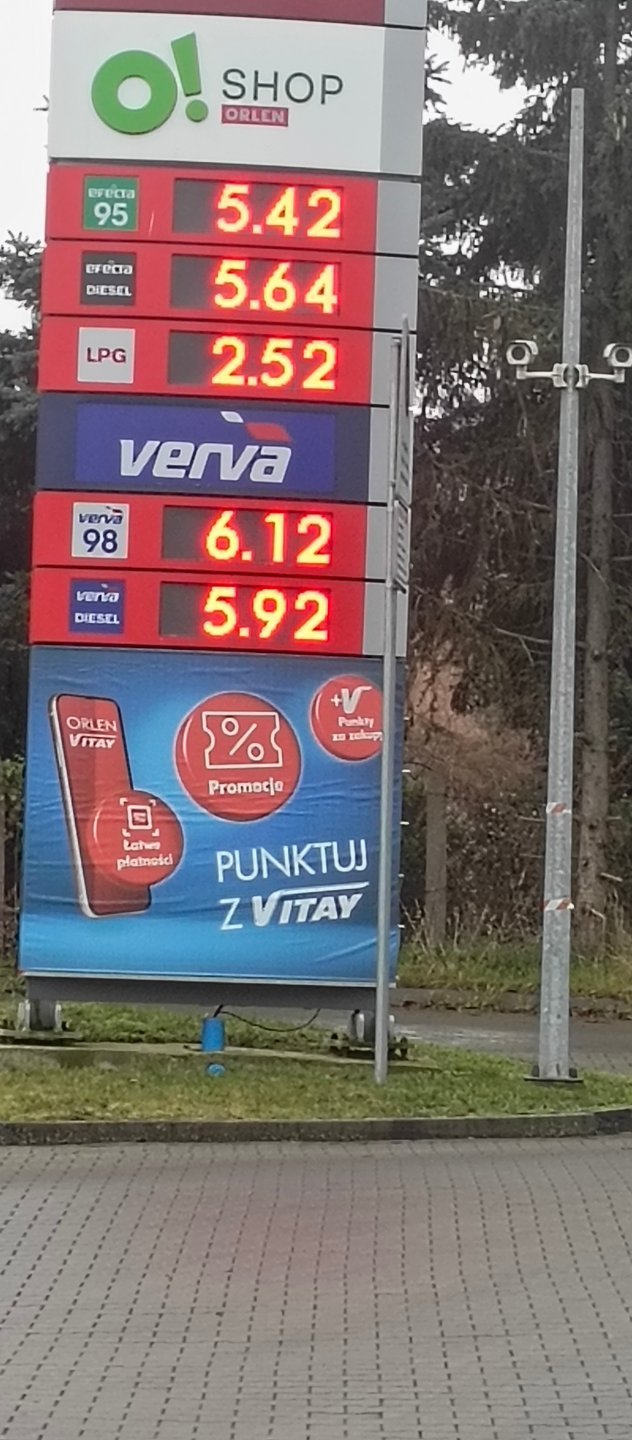 O! SHOP
ORLEN
efecta
95
5.42
efecta
DIESEL
5.64
LPG
2.52
verva
verva
98
6.12
verva
DIESEL
5.92
ORLEN
VITAY
%
Promocje
+V
Punkty
za zakupy
Łatwe
płatności
PUNKTUJ
Z VITAY